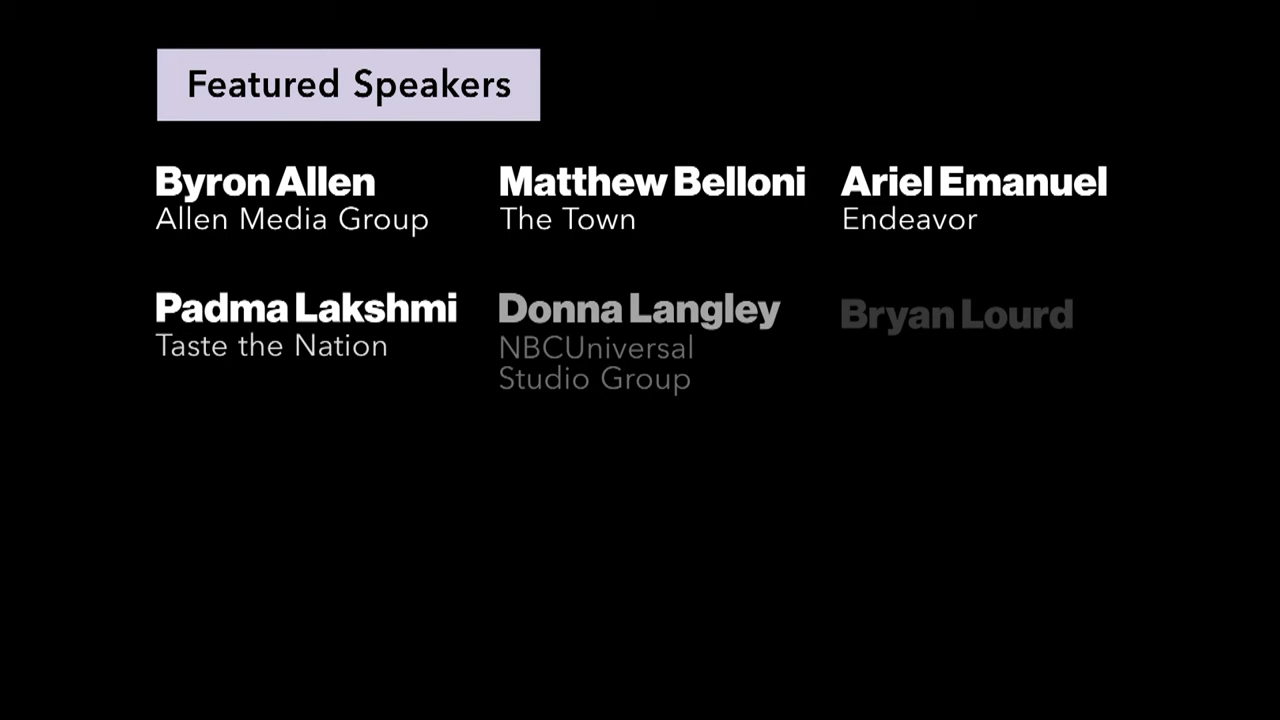 Featured Speakers
Byron Allen
Allen Media Group
Matthew Belloni
The Town
Ariel Emanuel
Endeavor
Padma Lakshmi
Taste the Nation
Donna Langley
NBCUniversal
Studio Group
Bryan Lourd